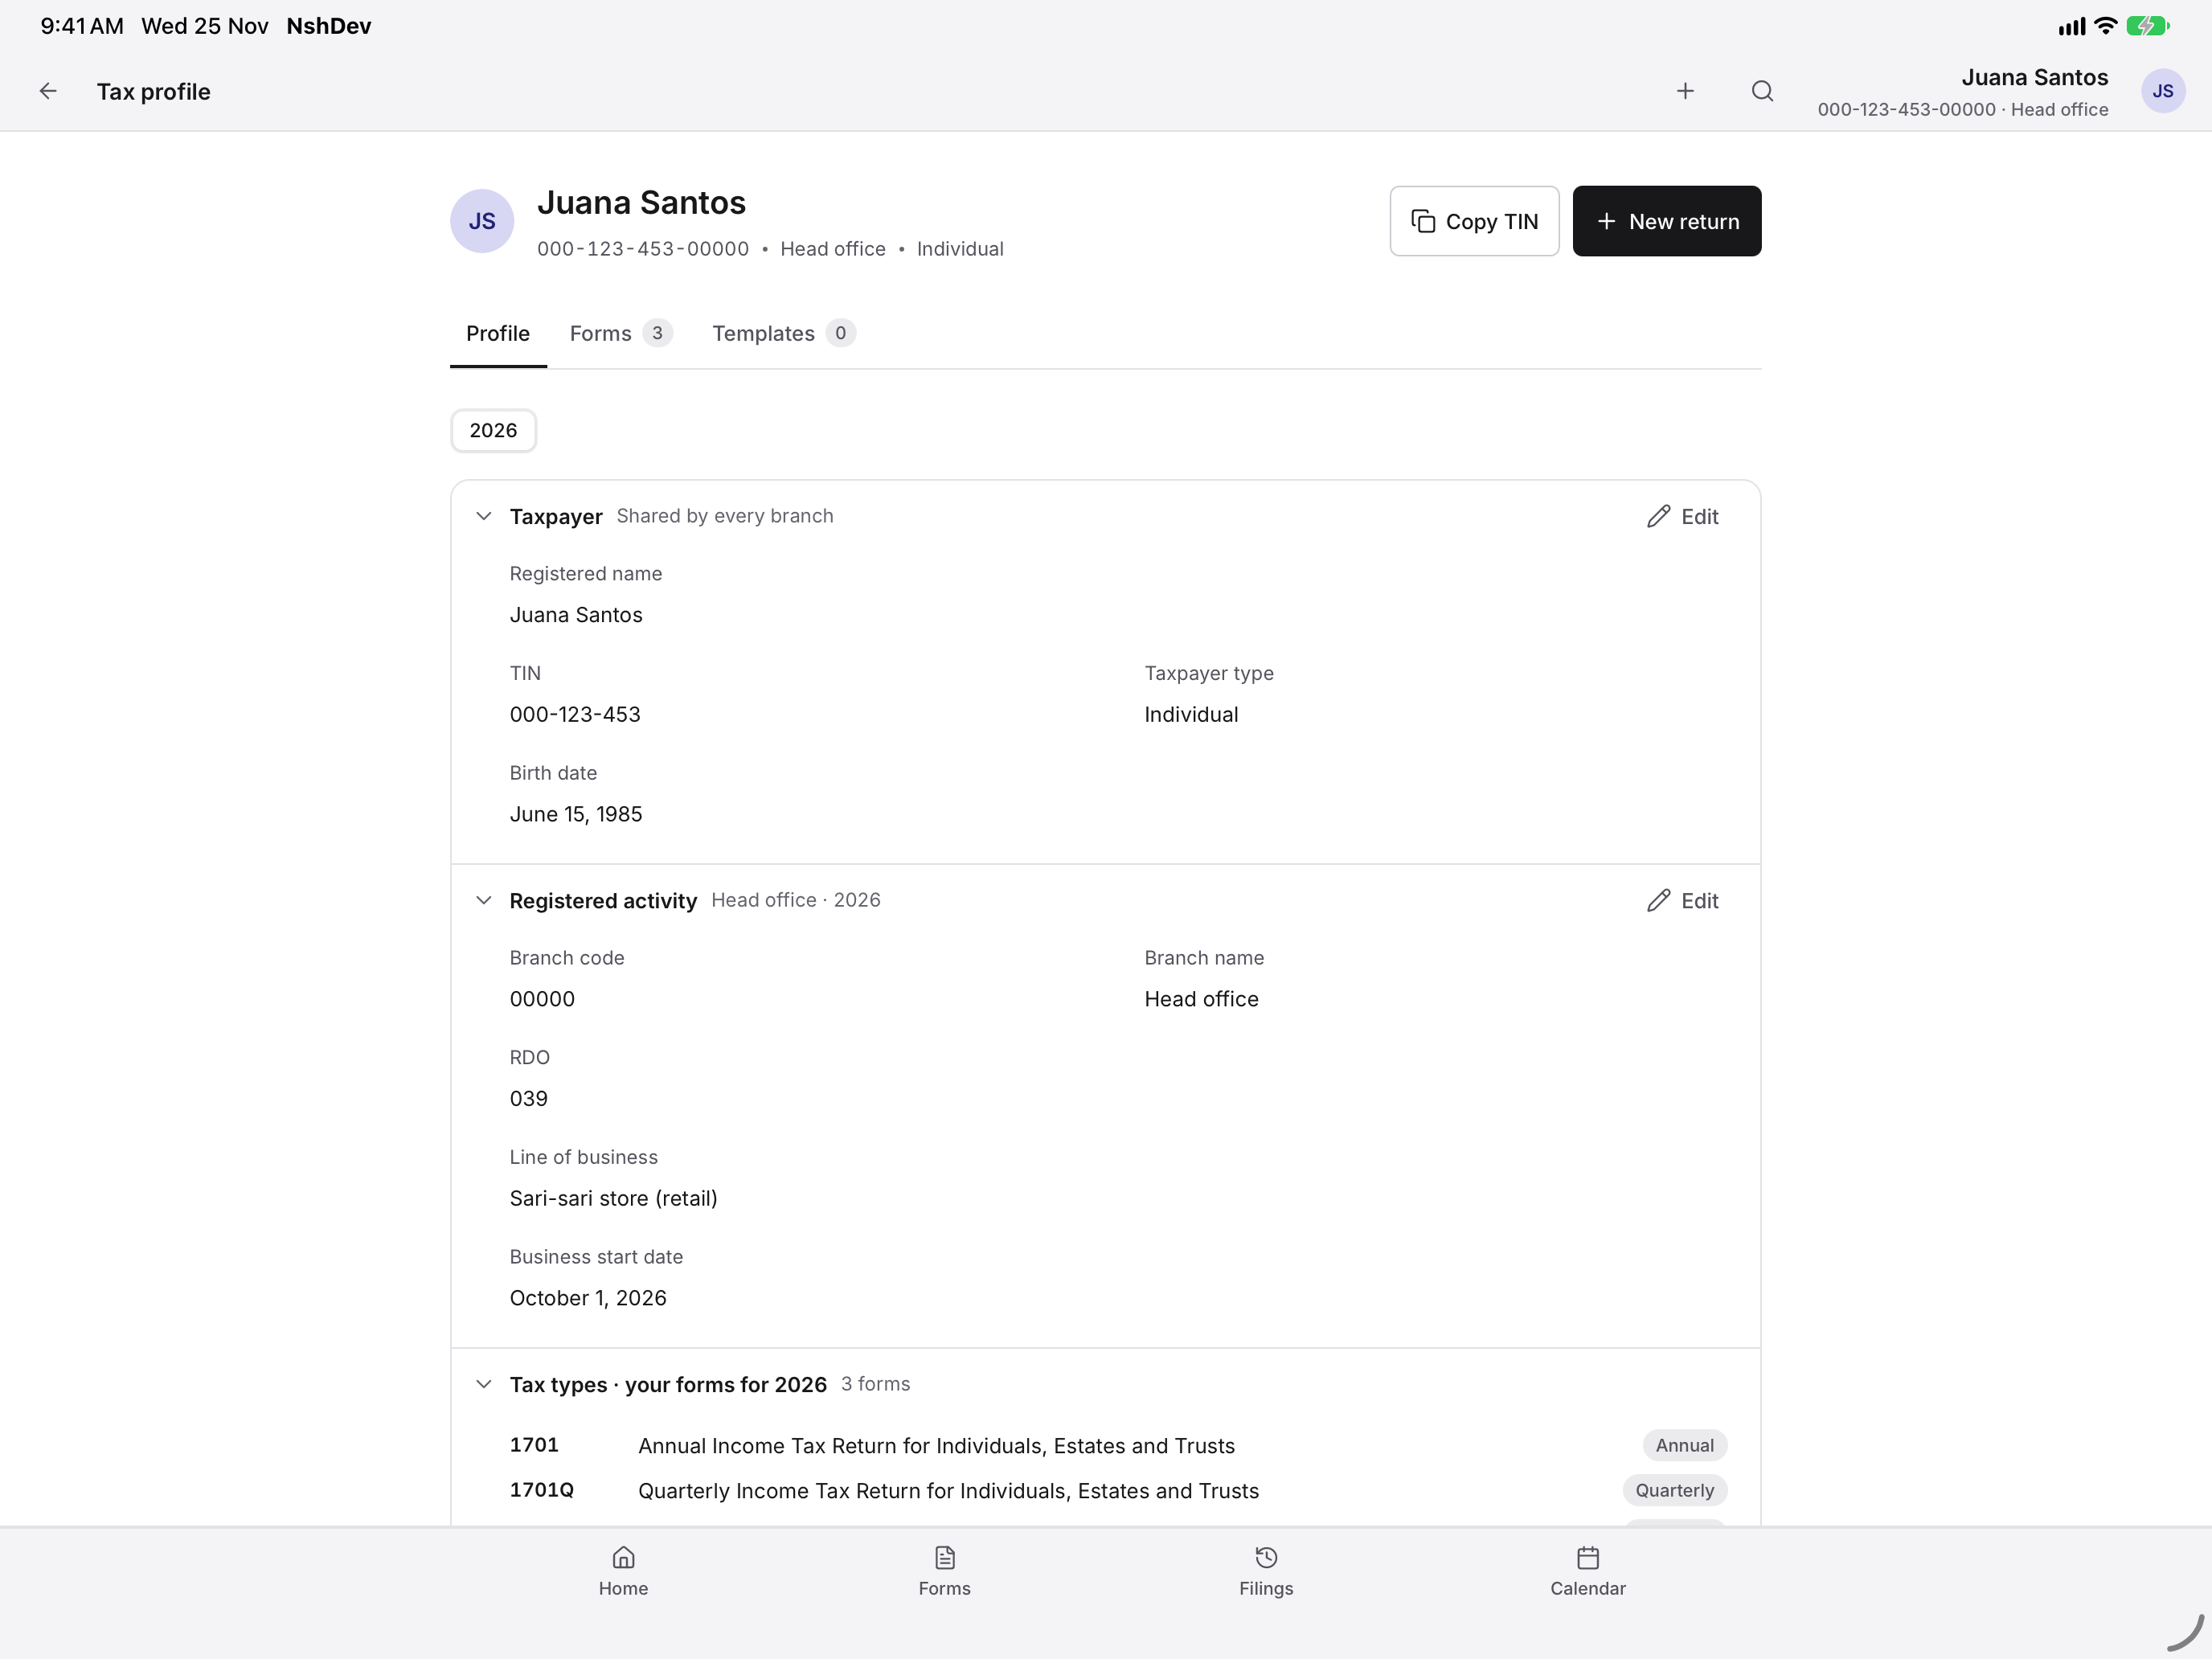 9:41 AM Wed 25 Nov NshDev
Tax profile
Juana Santos
000-123-453-00000 · Head office
JS
JS
Juana Santos
000-123-453-00000 • Head office • Individual
Copy TIN
+ New return
Profile
Forms 3
Templates 0
2026
Taxpayer Shared by every branch
Edit
Registered name
Juana Santos
TIN
Taxpayer type
000-123-453
Individual
Birth date
June 15, 1985
Registered activity Head office · 2026
Edit
Branch code
Branch name
00000
Head office
RDO
039
Line of business
Sari-sari store (retail)
Business start date
October 1, 2026
Tax types · your forms for 2026 3 forms
1701 Annual Income Tax Return for Individuals, Estates and Trusts Annual
1701Q Quarterly Income Tax Return for Individuals, Estates and Trusts Quarterly
Home
Forms
Filings
Calendar